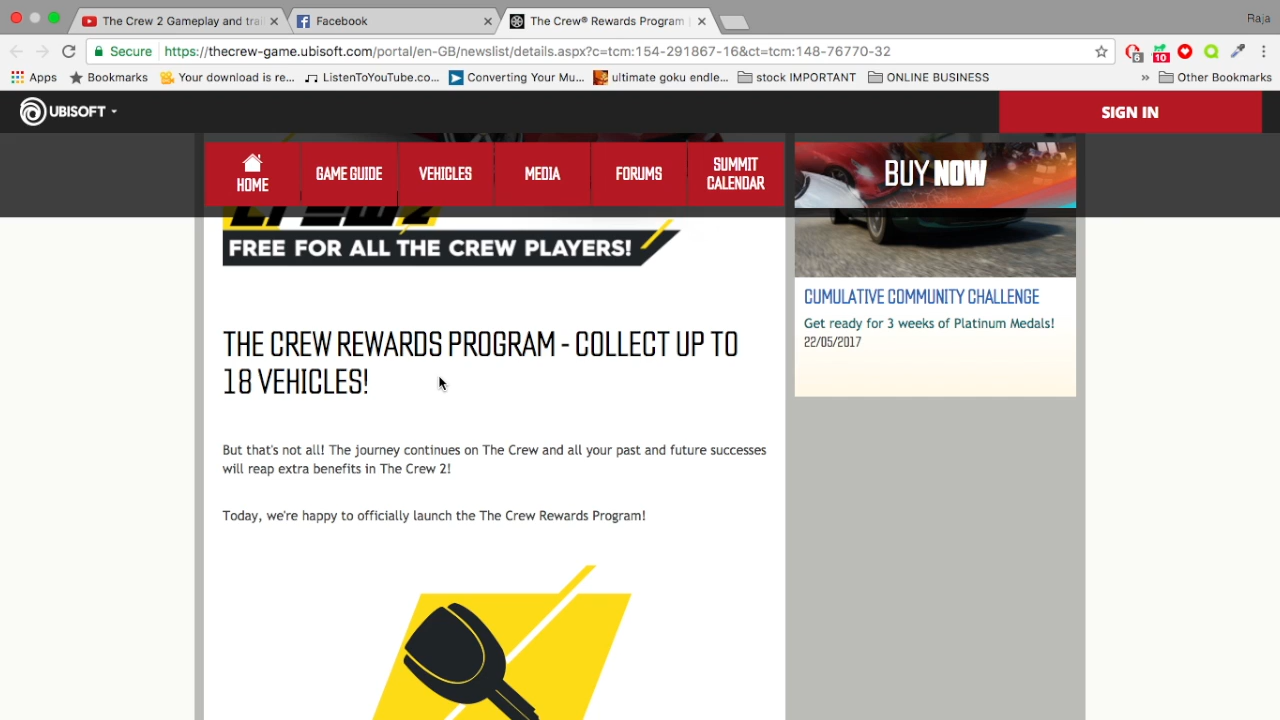 The Crew 2 Gameplay and trai
Facebook
The Crew® Rewards Program |
Raja
Secure https://thecrew-game.ubisoft.com/portal/en-GB/newslist/details.aspx?c=tcm:154-291867-16&ct=tcm:148-76770-32
6
10
Apps Bookmarks Your download is re... ListenToYouTube.co... Converting Your Mu... ultimate goku endin... stock IMPORTANT ONLINE BUSINESS » Other Bookmarks
UBISOFT
SIGN IN
HOME
GAME GUIDE
VEHICLES
MEDIA
FORUMS
SUMMIT
CALENDAR
BUY NOW
CREW 2
FREE FOR ALL THE CREW PLAYERS!
THE CREW REWARDS PROGRAM - COLLECT UP TO
18 VEHICLES!
But that's not all! The journey continues on The Crew and all your past and future successes
will reap extra benefits in The Crew 2!
Today, we're happy to officially launch the The Crew Rewards Program!
CUMULATIVE COMMUNITY CHALLENGE
Get ready for 3 weeks of Platinum Medals!
22/05/2017